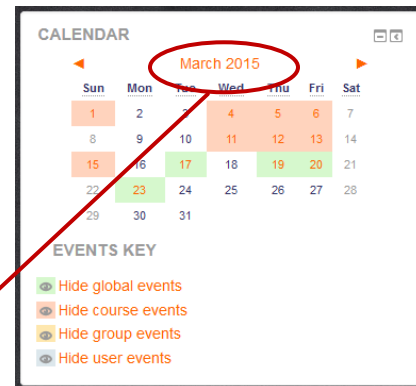 CALENDAR
March 2015
Sun Mon Tue Wed Thu Fri Sat
1 2 3 4 5 6 7
8 9 10 11 12 13 14
15 16 17 18 19 20 21
22 23 24 25 26 27 28
29 30 31
EVENTS KEY
Hide global events
Hide course events
Hide group events
Hide user events